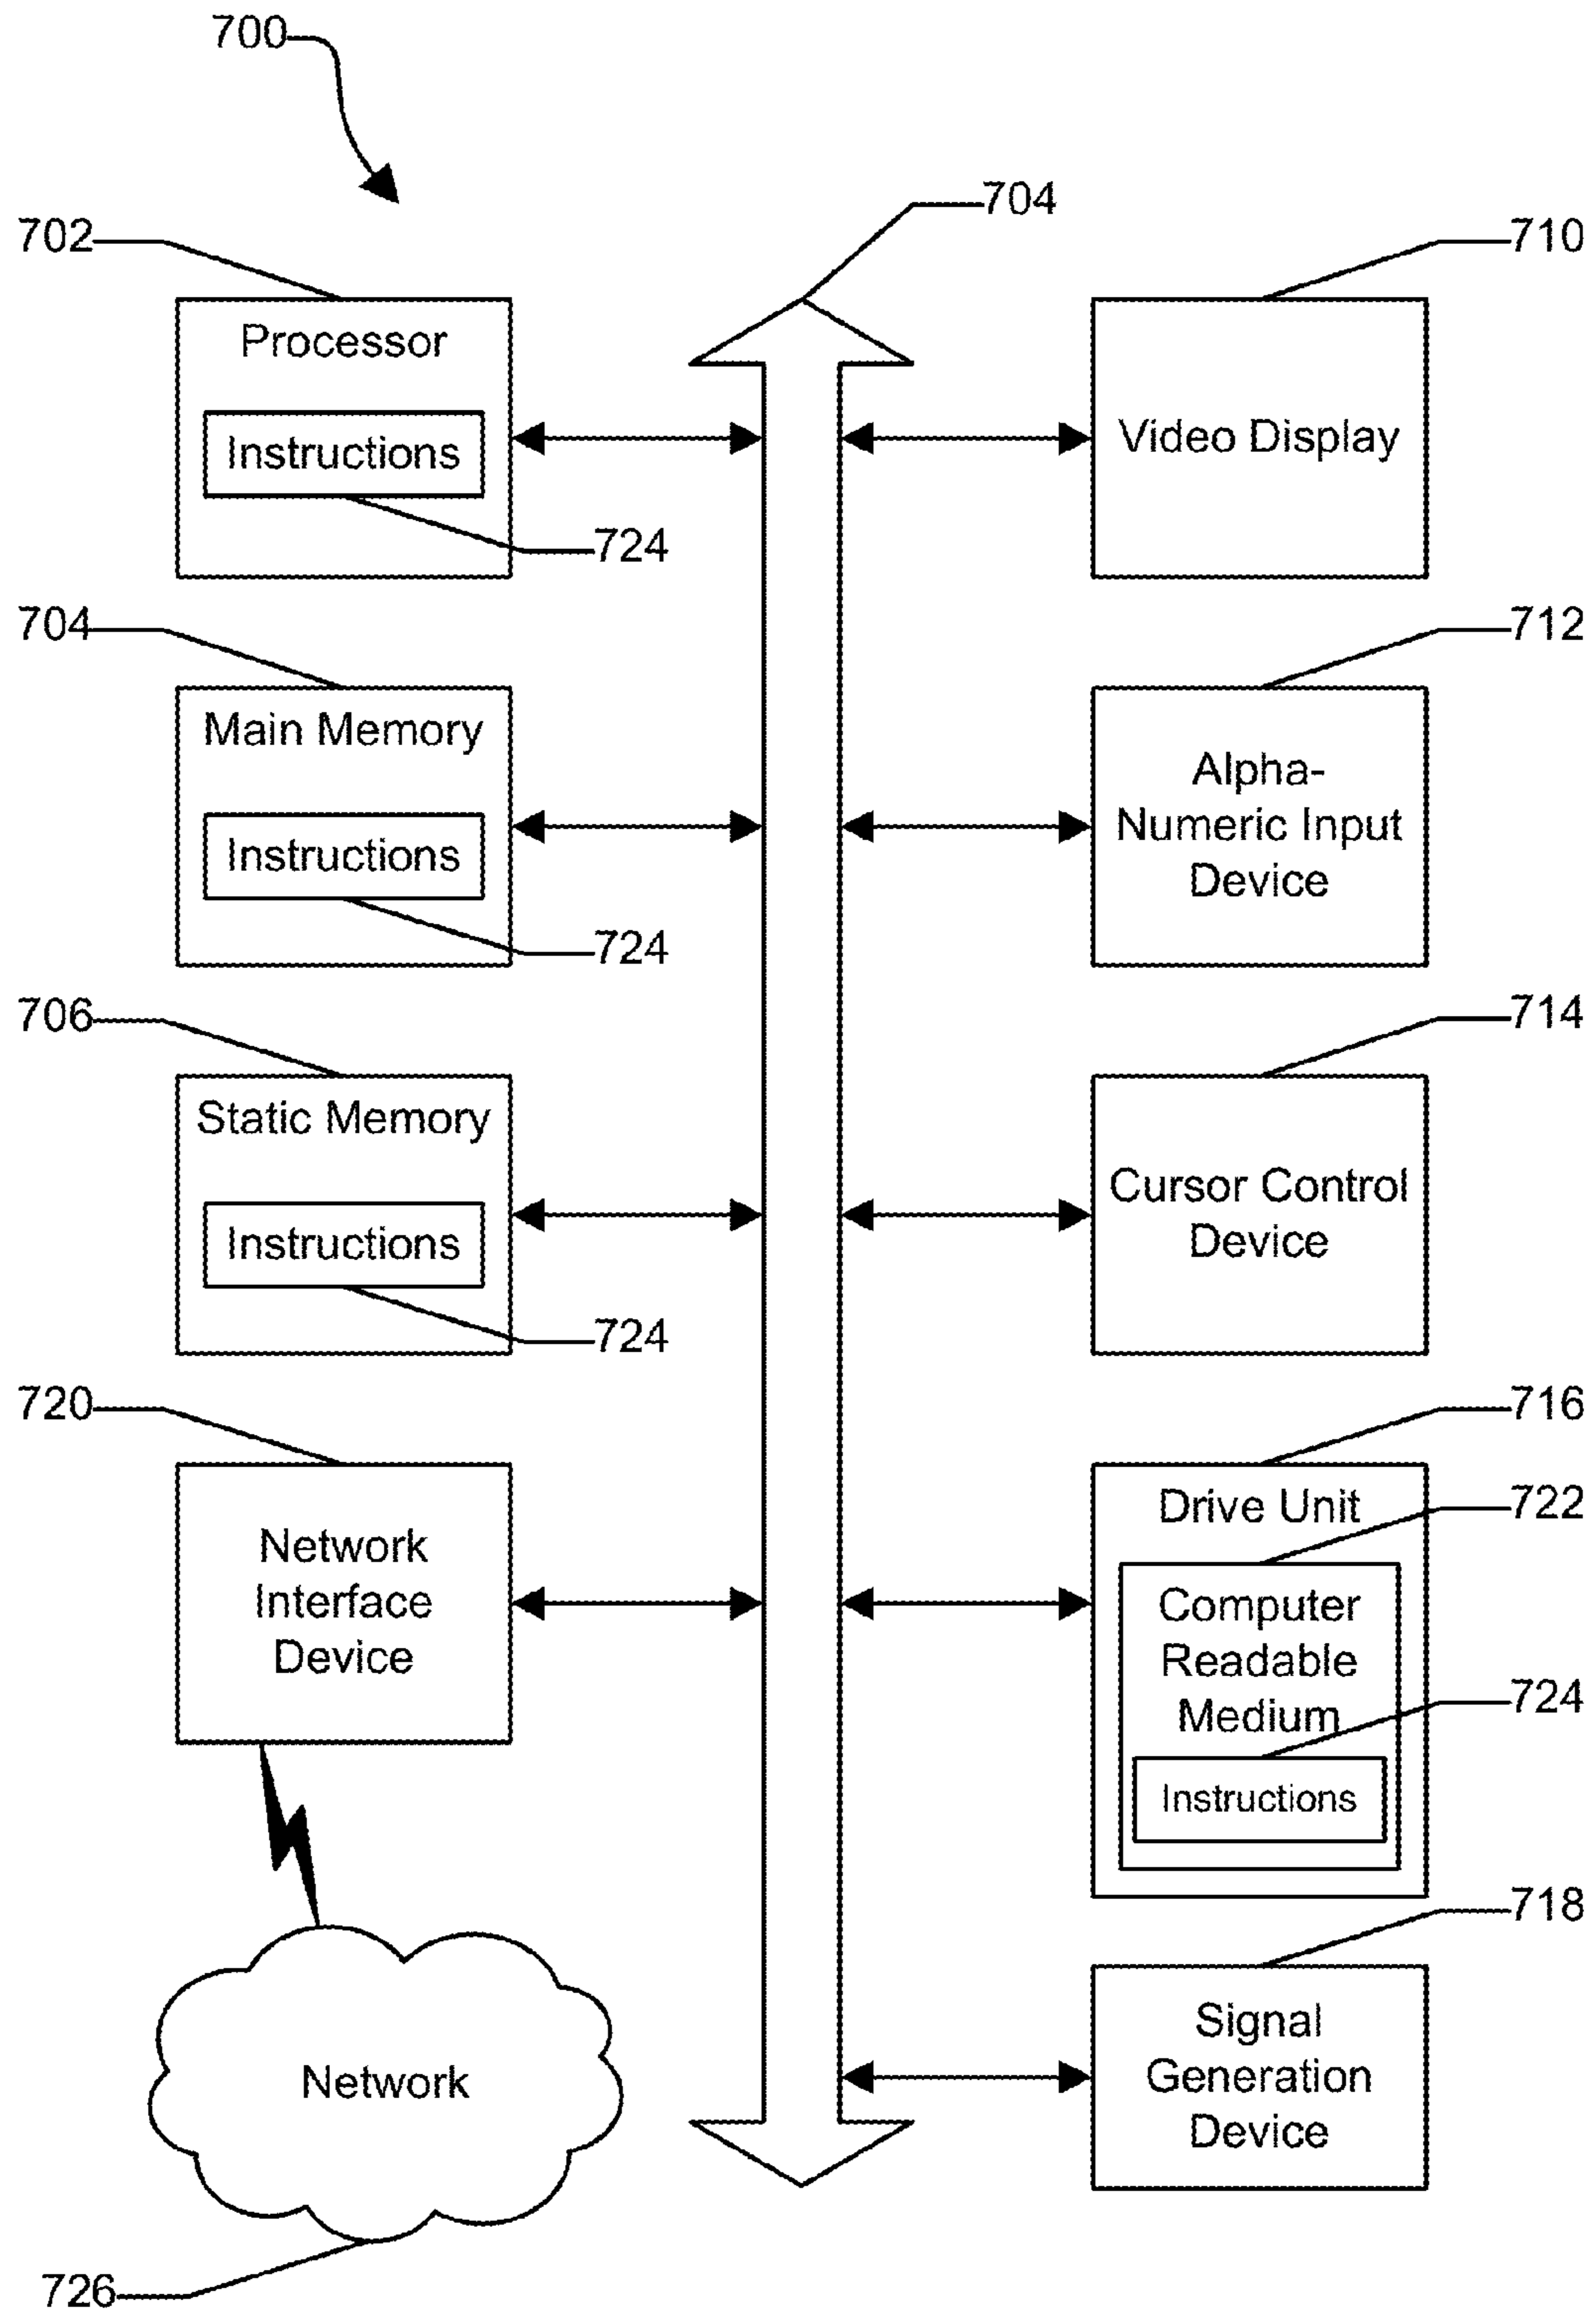 700
704
702
710
Processor
Instructions
Video Display
724
704
712
Main Memory
Instructions
Alpha-
Numeric Input
Device
724
706
714
Static Memory
Instructions
Cursor Control
Device
724
720
716
Network
Interface
Device
Drive Unit
722
Computer
Readable
Medium
724
Instructions
718
Network
Signal
Generation
Device
726